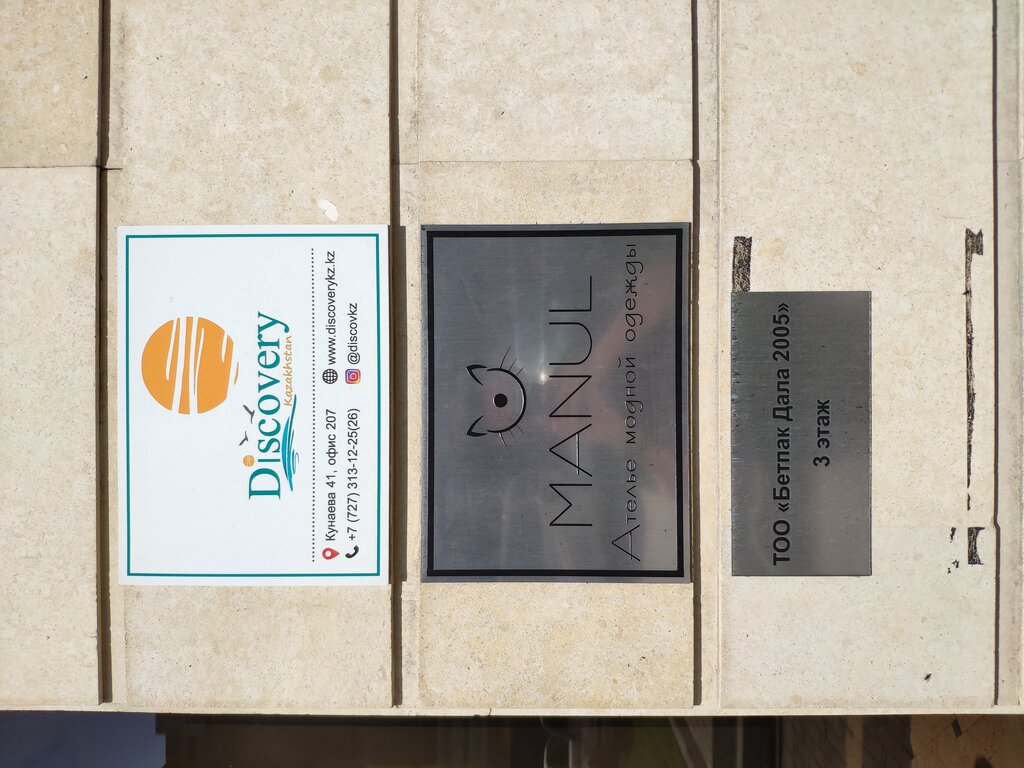 Discovery
Kazakhstan
Кунаева 41, офис 207
www.discoverykz.kz
+7 (727) 313-12-25(26)
@discovkz
MANUL
Ателье модной одежды
ТОО «Бетпак Дала 2005»
3 этаж